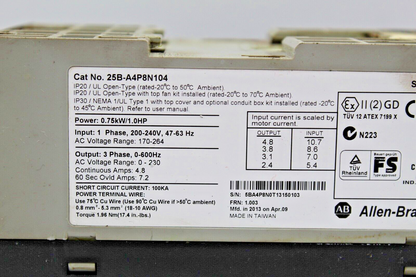 Cat No. 25B-A4P8N104
IP20 / UL Open-Type (rated-20°C to 50°C Ambient)
IP20 / UL Open-Type with top fan kit installed (rated -20°C to 70°C Ambient)
IP30 / NEMA 1/UL Type 1 with top cover and optional conduit box kit installed (rated -20°C
to 45°C Ambient). Refer to user manual.
Power: 0.75kW/1.0HP
Input: 1 Phase, 200-240V, 47-63 Hz
AC Voltage Range: 170-264
Output: 3 Phase, 0-600Hz
AC Voltage Range: 0 - 230
Continuous Amps: 4.8
60 Sec Ovld Amps: 7.2
SHORT CIRCUIT CURRENT: 100KA
POWER TERMINAL WIRE:
Use 75°C Cu Wire (Use 90°C Cu Wire if >50°C ambient)
0.8 mm² - 5.3 mm² (18-10 AWG)
Torque 1.96 Nm(17.4 in.-lbs.)
Input current is scaled by
motor current.
OUTPUT INPUT
4.8 10.7
3.8 8.6
3.1 7.0
2.4 5.4
S/N: 5BA4P8N0T13150103
FRN: 1.003
Mfd. in 2013 on Apr.09
MADE IN TAIWAN
Ex II (2) GD
TÜV 12 ATEX 7199 X
N223
TÜV
Rheinland
FS
AB Allen-Bra